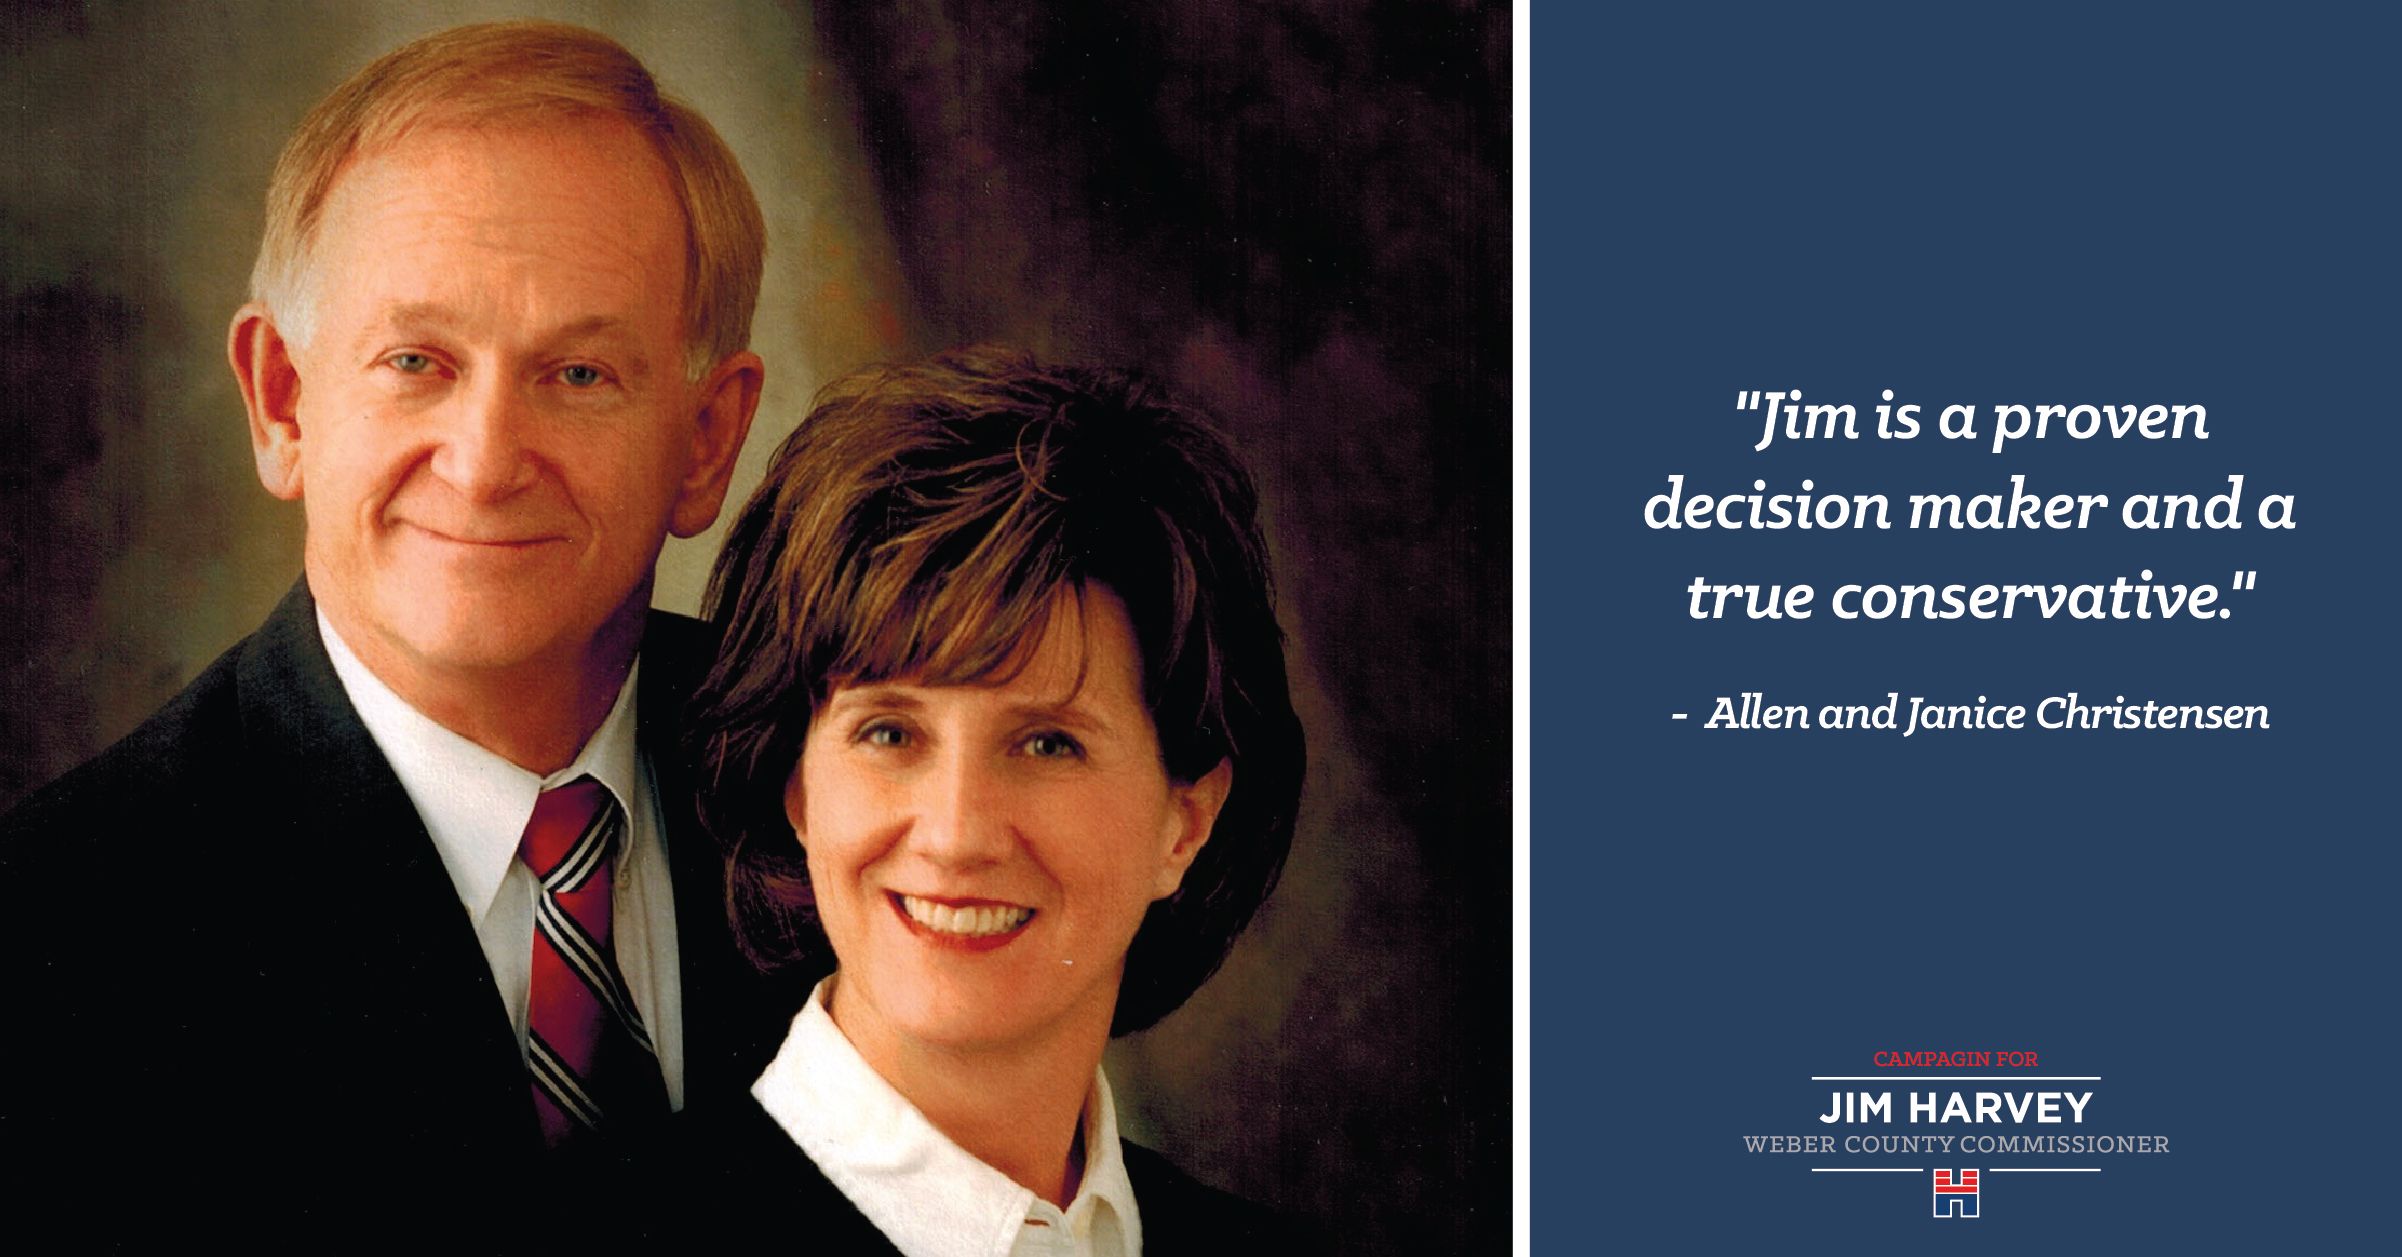 "Jim is a proven
decision maker and a
true conservative."
- Allen and Janice Christensen
CAMPAGIN FOR
JIM HARVEY
WEBER COUNTY COMMISSIONER
H